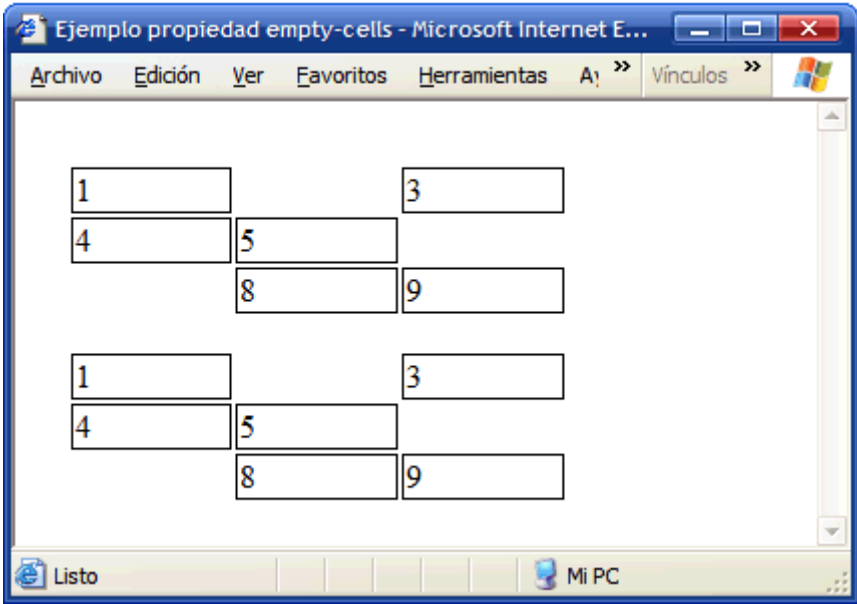 Ejemplo propiedad empty-cells - Microsoft Internet E...
Archivo Edición Ver Favoritos Herramientas Ay » Vínculos »
1 3
4 5
8 9
1 3
4 5
8 9
Listo Mi PC